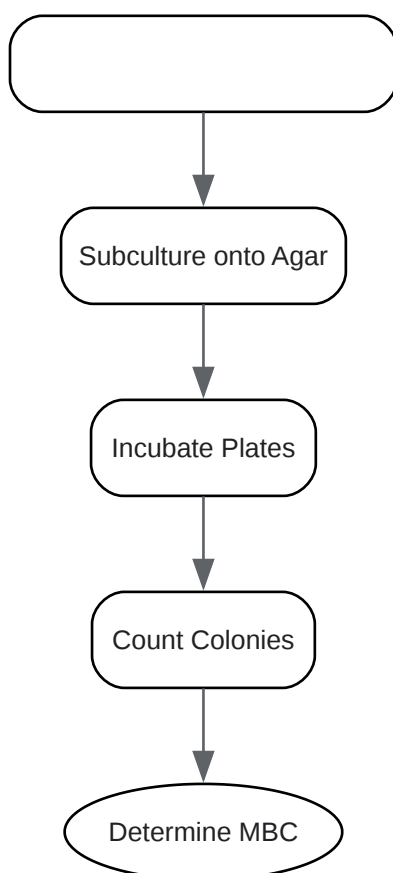 Subculture onto Agar
Incubate Plates
Count Colonies
Determine MBC